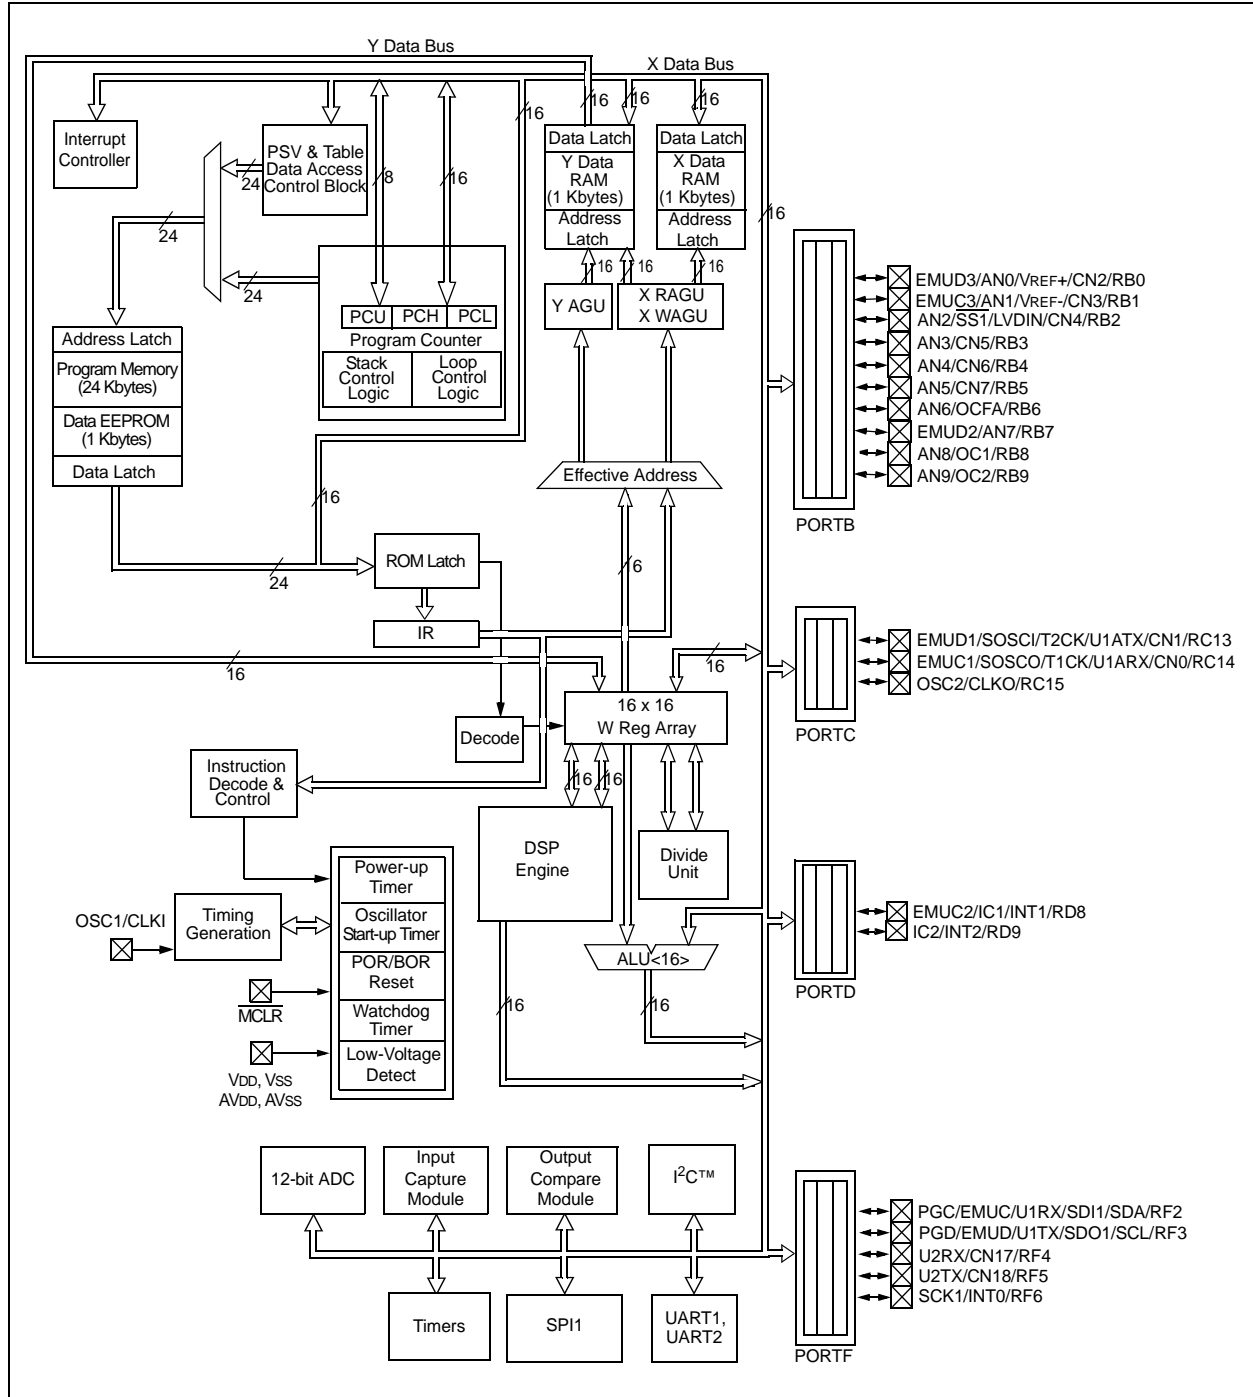 Y Data Bus
X Data Bus
16
16
16
16
Interrupt
Controller
PSV & Table
Data Access
Control Block
24
8
16
24
24
Data Latch
Y Data
RAM
(1 Kbytes)
Address
Latch
Data Latch
X Data
RAM
(1 Kbytes)
Address
Latch
16
16
16
16
Y AGU
X RAGU
X WAGU
PCU
PCH
PCL
Program Counter
Stack
Control
Logic
Loop
Control
Logic
Address Latch
Program Memory
(24 Kbytes)
Data EEPROM
(1 Kbytes)
Data Latch
16
24
Effective Address
ROM Latch
6
IR
16
16
Decode
16 x 16
W Reg Array
Instruction
Decode &
Control
16
16
DSP
Engine
Divide
Unit
Power-up
Timer
Oscillator
Start-up Timer
POR/BOR
Reset
Watchdog
Timer
Low-Voltage
Detect
OSC1/CLKI
Timing
Generation
MCLR
VDD, VSS
AVDD, AVSS
ALU<16>
16
16
12-bit ADC
Input
Capture
Module
Output
Compare
Module
I2C™
Timers
SPI1
UART1,
UART2
EMUD3/AN0/VREF+/CN2/RB0
EMUC3/AN1/VREF-/CN3/RB1
AN2/SS1/LVDIN/CN4/RB2
AN3/CN5/RB3
AN4/CN6/RB4
AN5/CN7/RB5
AN6/OCFA/RB6
EMUD2/AN7/RB7
AN8/OC1/RB8
AN9/OC2/RB9
PORTB
EMUD1/SOSCI/T2CK/U1ATX/CN1/RC13
EMUC1/SOSCO/T1CK/U1ARX/CN0/RC14
OSC2/CLKO/RC15
PORTC
EMUC2/IC1/INT1/RD8
IC2/INT2/RD9
PORTD
PGC/EMUC/U1RX/SDI1/SDA/RF2
PGD/EMUD/U1TX/SDO1/SCL/RF3
U2RX/CN17/RF4
U2TX/CN18/RF5
SCK1/INT0/RF6
PORTF